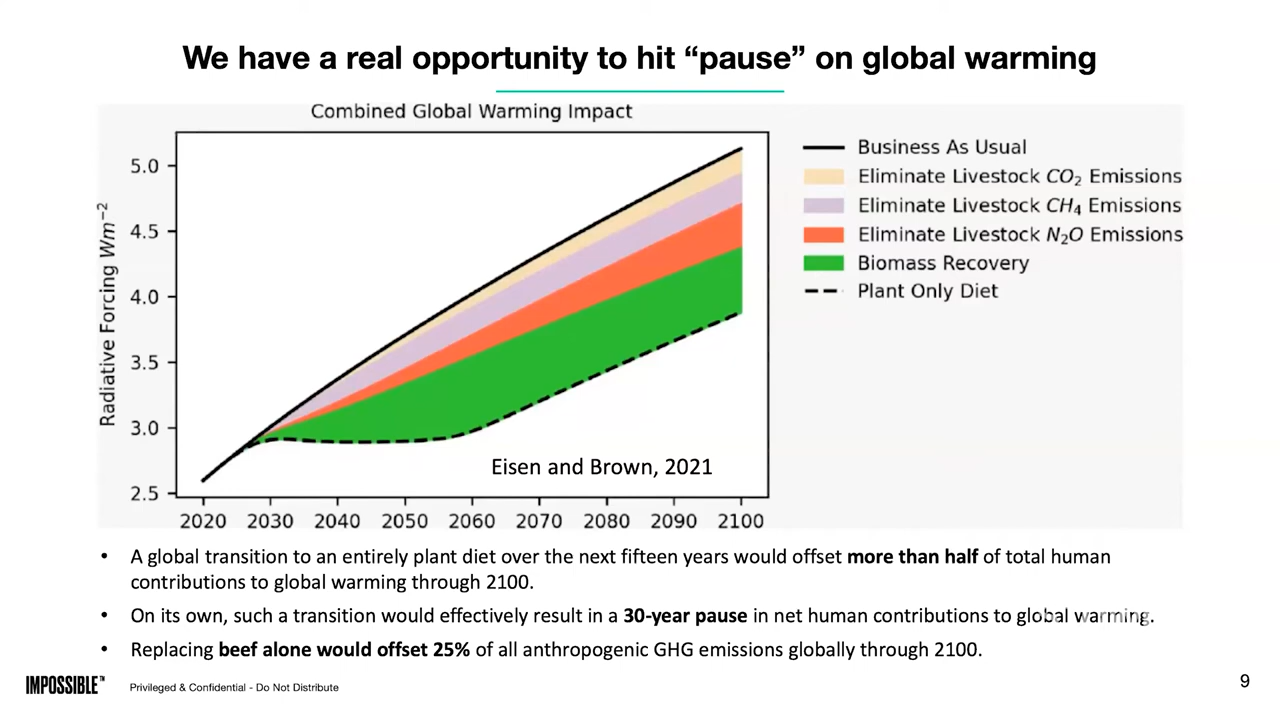 We have a real opportunity to hit “pause” on global warming
Combined Global Warming Impact
Radiative Forcing Wm⁻²
5.0
4.5
4.0
3.5
3.0
2.5
2020 2030 2040 2050 2060 2070 2080 2090 2100
Eisen and Brown, 2021
Business As Usual
Eliminate Livestock CO₂ Emissions
Eliminate Livestock CH₄ Emissions
Eliminate Livestock N₂O Emissions
Biomass Recovery
Plant Only Diet
• A global transition to an entirely plant diet over the next fifteen years would offset more than half of total human
contributions to global warming through 2100.
• On its own, such a transition would effectively result in a 30-year pause in net human contributions to global warming.
• Replacing beef alone would offset 25% of all anthropogenic GHG emissions globally through 2100.
IMPOSSIBLE™
Privileged & Confidential - Do Not Distribute
9